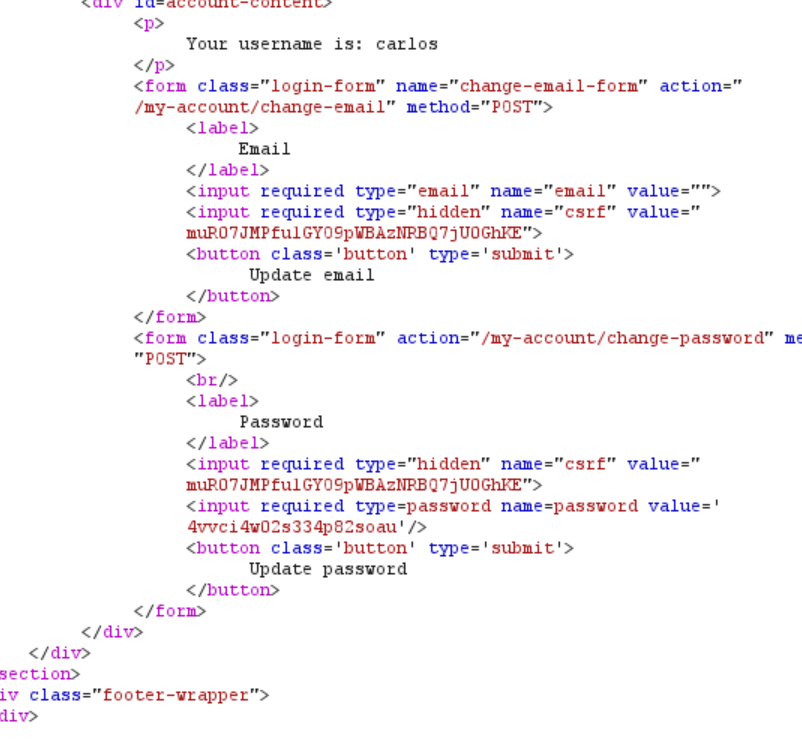 <div id=account-content>
<p>
Your username is: carlos
</p>
<form class="login-form" name="change-email-form" action="
/my-account/change-email" method="POST">
<label>
Email
</label>
<input required type="email" name="email" value="">
<input required type="hidden" name="csrf" value="
muRO7JMPfulGYO9pWBAzNRBQ7jUOGhKE">
<button class='button' type='submit'>
Update email
</button>
</form>
<form class="login-form" action="/my-account/change-password" me
"POST">
<br/>
<label>
Password
</label>
<input required type="hidden" name="csrf" value="
muRO7JMPfulGYO9pWBAzNRBQ7jUOGhKE">
<input required type=password name=password value='
4vvci4w02s334p82soau'/>
<button class='button' type='submit'>
Update password
</button>
</form>
</div>
</div>
section>
iv class="footer-wrapper">
div>